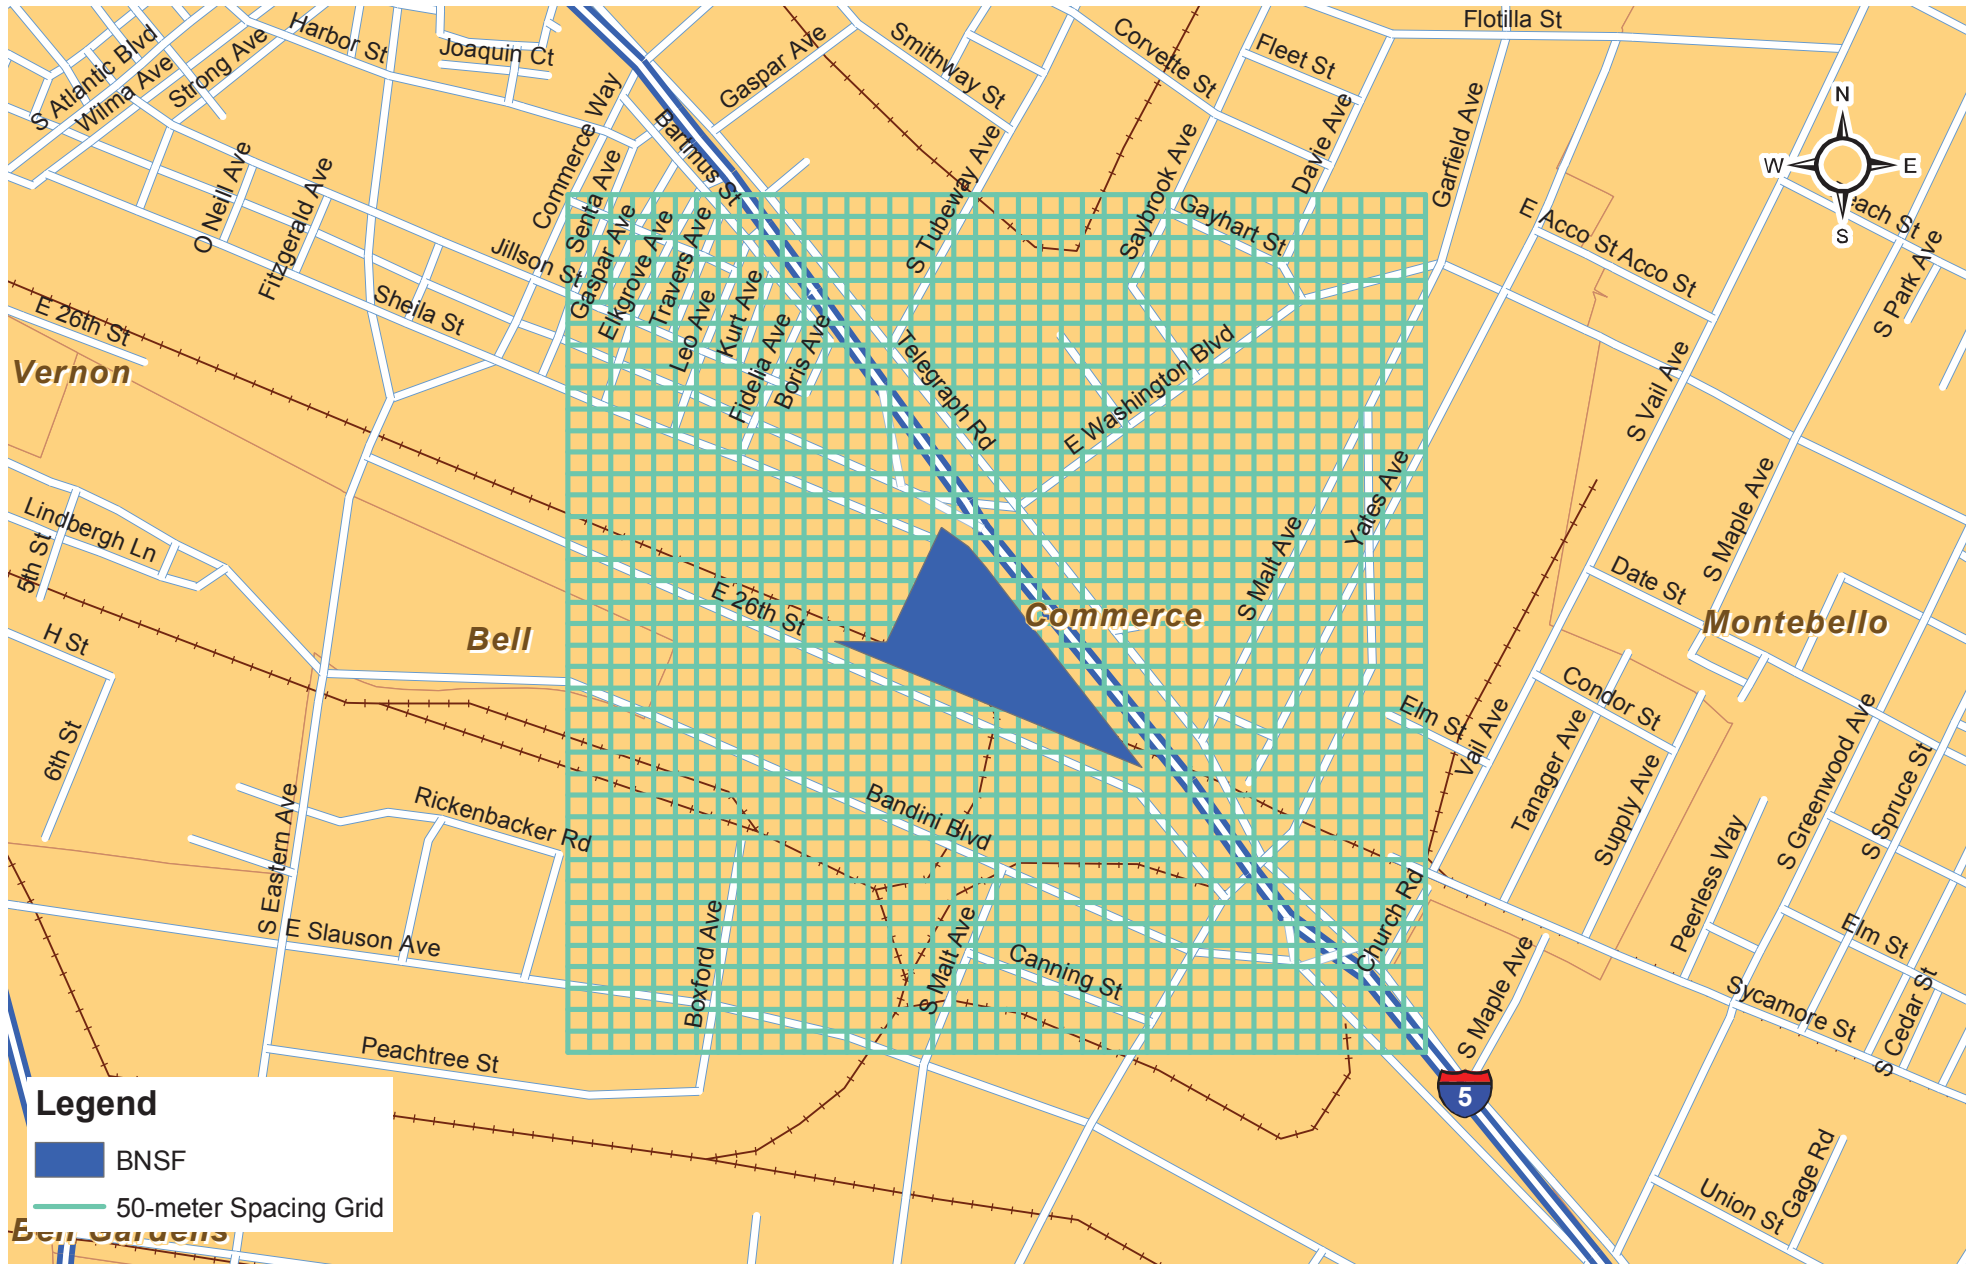 Flotilla St
Harbor St
Joaquin Ct
S Atlantic Blvd
Wilma Ave
Strong Ave
Gaspar Ave
Smithway St
Corvette St
Fleet St
Commerce Way
Bartmus St
Davie Ave
Garfield Ave
N
W
E
S
O Neill Ave
Fitzgerald Ave
Senta Ave
Gaspar Ave
Elkgrove Ave
Travers Ave
S Tubeway Ave
Saybrook Ave
Gayhart St
E Acco St
Acco St
each St
S Park Ave
Jillson St
Sheila St
E 26th St
Leo Ave
Kurt Ave
Fidelia Ave
Boris Ave
Telegraph Rd
E Washington Blvd
S Vail Ave
Vernon
Yates Ave
S Maple Ave
Lindbergh Ln
5th St
S Malt Ave
Date St
E 26th St
Commerce
Montebello
Bell
H St
Condor St
Elm St
Vail Ave
Tanager Ave
Supply Ave
S Greenwood Ave
S Spruce St
6th St
Rickenbacker Rd
Bandini Blvd
Peerless Way
S Eastern Ave
E Slauson Ave
Boxford Ave
S Malt Ave
Canning St
Church Rd
S Maple Ave
Elm St
Sycamore St
S Cedar St
Peachtree St
5
Legend
BNSF
50-meter Spacing Grid
Bell Gardens
Union St
Gage Rd